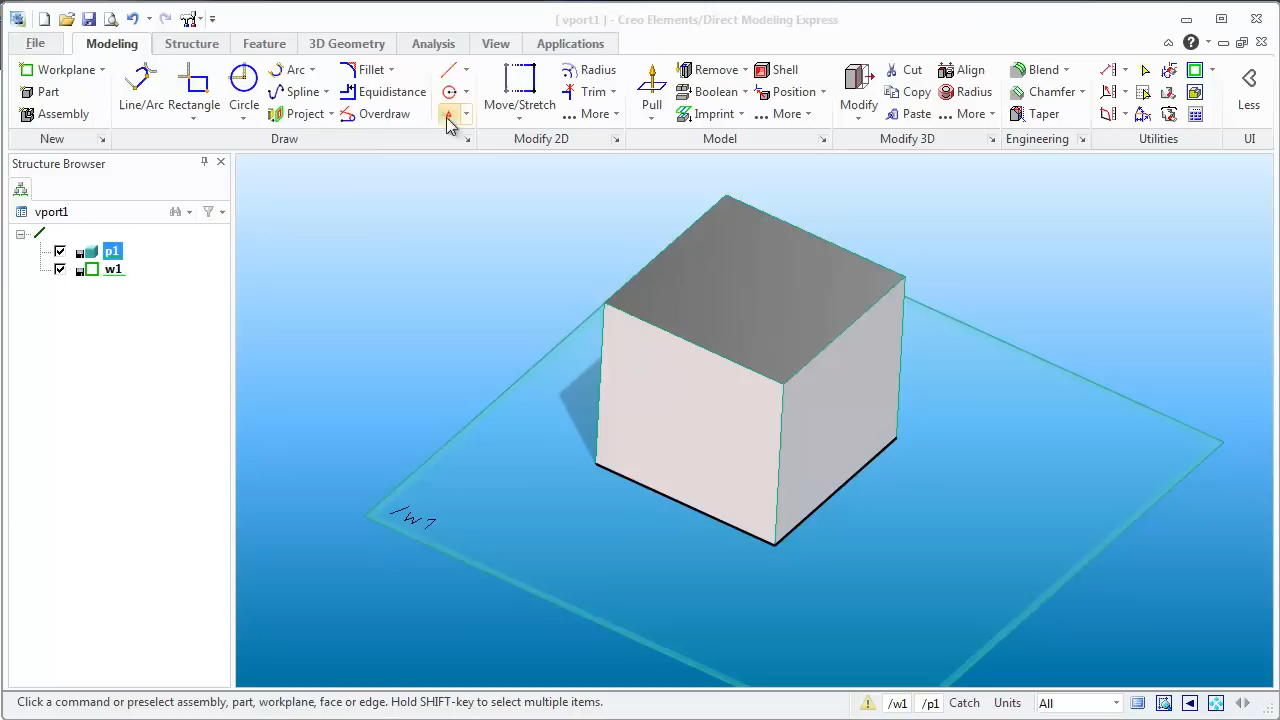 [ vport1 ] - Creo Elements/Direct Modeling Express
File Modeling Structure Feature 3D Geometry Analysis View Applications
Workplane Arc Fillet Radius Remove Shell Cut Align Blend
Part Spline Equidistance Trim Boolean Position Copy Radius Chamfer
Assembly Project Overdraw More Imprint More Paste More Taper
Line/Arc Rectangle Circle Move/Stretch Pull Modify Less
New Draw Modify 2D Model Modify 3D Engineering Utilities UI
Structure Browser
vport1
p1
w1
/w1
Click a command or preselect assembly, part, workplane, face or edge. Hold SHIFT-key to select multiple items. /w1 /p1 Catch Units All